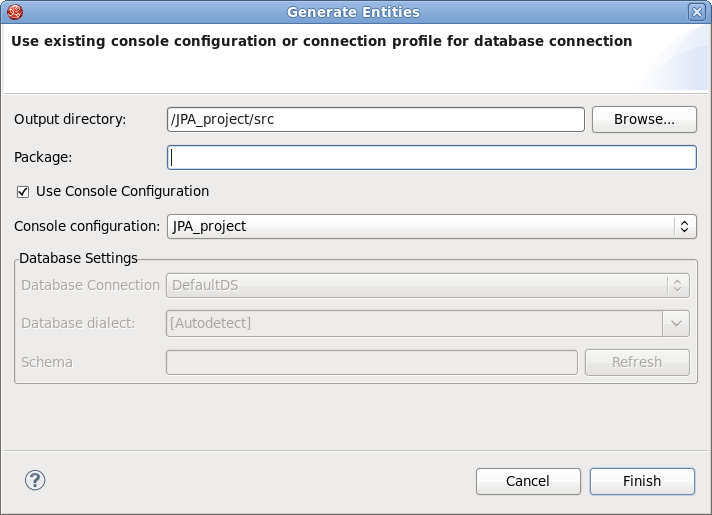 Generate Entities
Use existing console configuration or connection profile for database connection
Output directory: /JPA_project/src Browse...
Package:
Use Console Configuration
Console configuration: JPA_project
Database Settings
Database Connection DefaultDS
Database dialect: [Autodetect]
Schema Refresh
? Cancel Finish